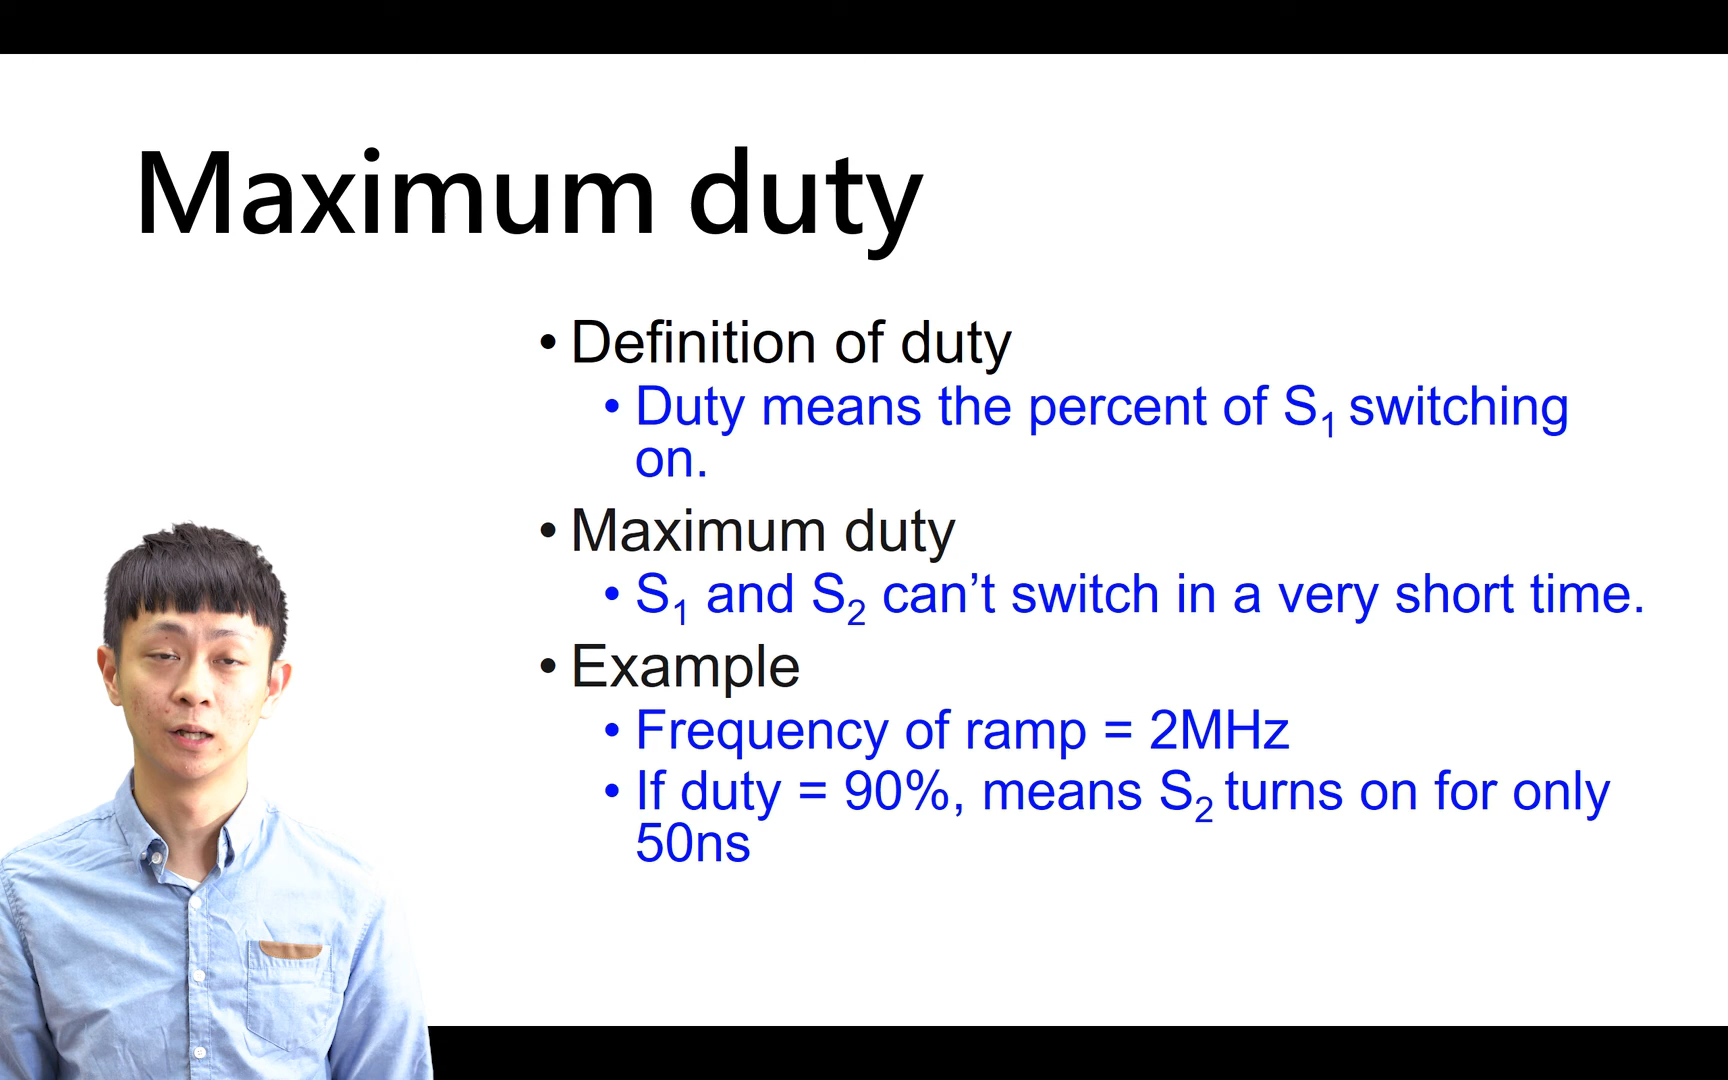 Maximum duty
• Definition of duty
• Duty means the percent of S₁ switching
on.
• Maximum duty
• S₁ and S₂ can’t switch in a very short time.
• Example
• Frequency of ramp = 2MHz
• If duty = 90%, means S₂ turns on for only
50ns